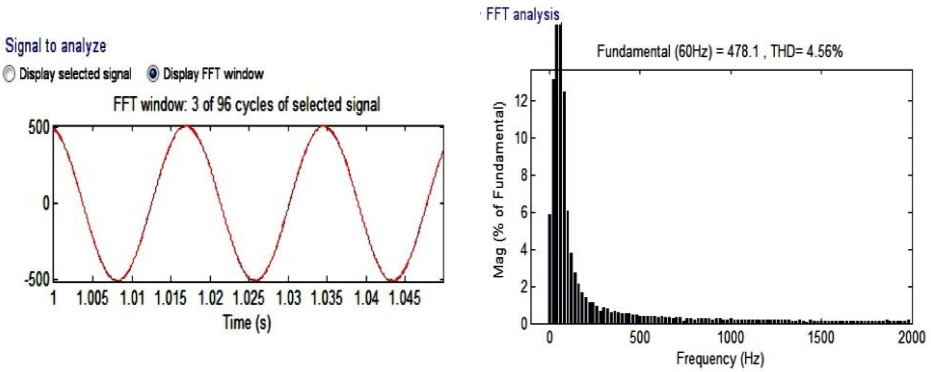 Signal to analyze
Display selected signal Display FFT window
FFT window: 3 of 96 cycles of selected signal
500
0
-500
1 1.005 1.01 1.015 1.02 1.025 1.03 1.035 1.04 1.045
Time (s)
FFT analysis
Fundamental (60Hz) = 478.1 , THD= 4.56%
Mag (% of Fundamental)
12
10
8
6
4
2
0
0 500 1000 1500 2000
Frequency (Hz)